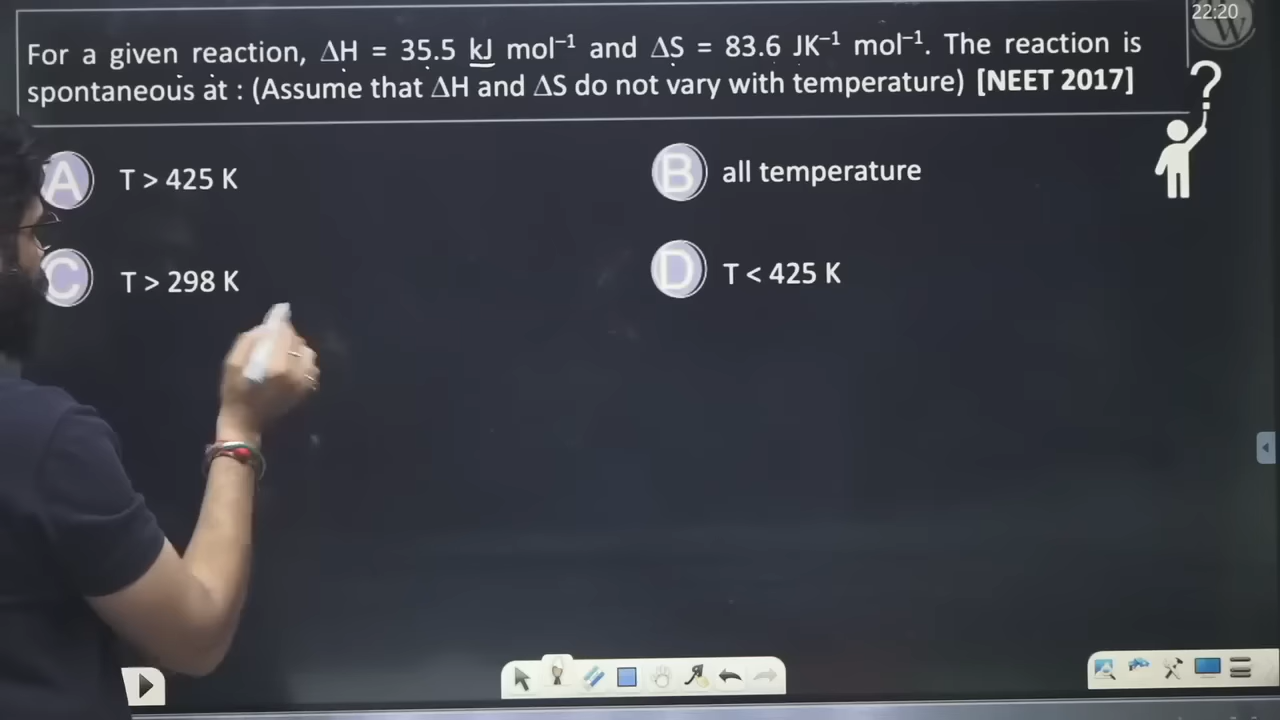 22:20
For a given reaction, ΔH = 35.5 kJ mol⁻¹ and ΔS = 83.6 JK⁻¹ mol⁻¹. The reaction is
spontaneous at : (Assume that ΔH and ΔS do not vary with temperature) [NEET 2017]
?
A T > 425 K
B all temperature
C T > 298 K
D T < 425 K